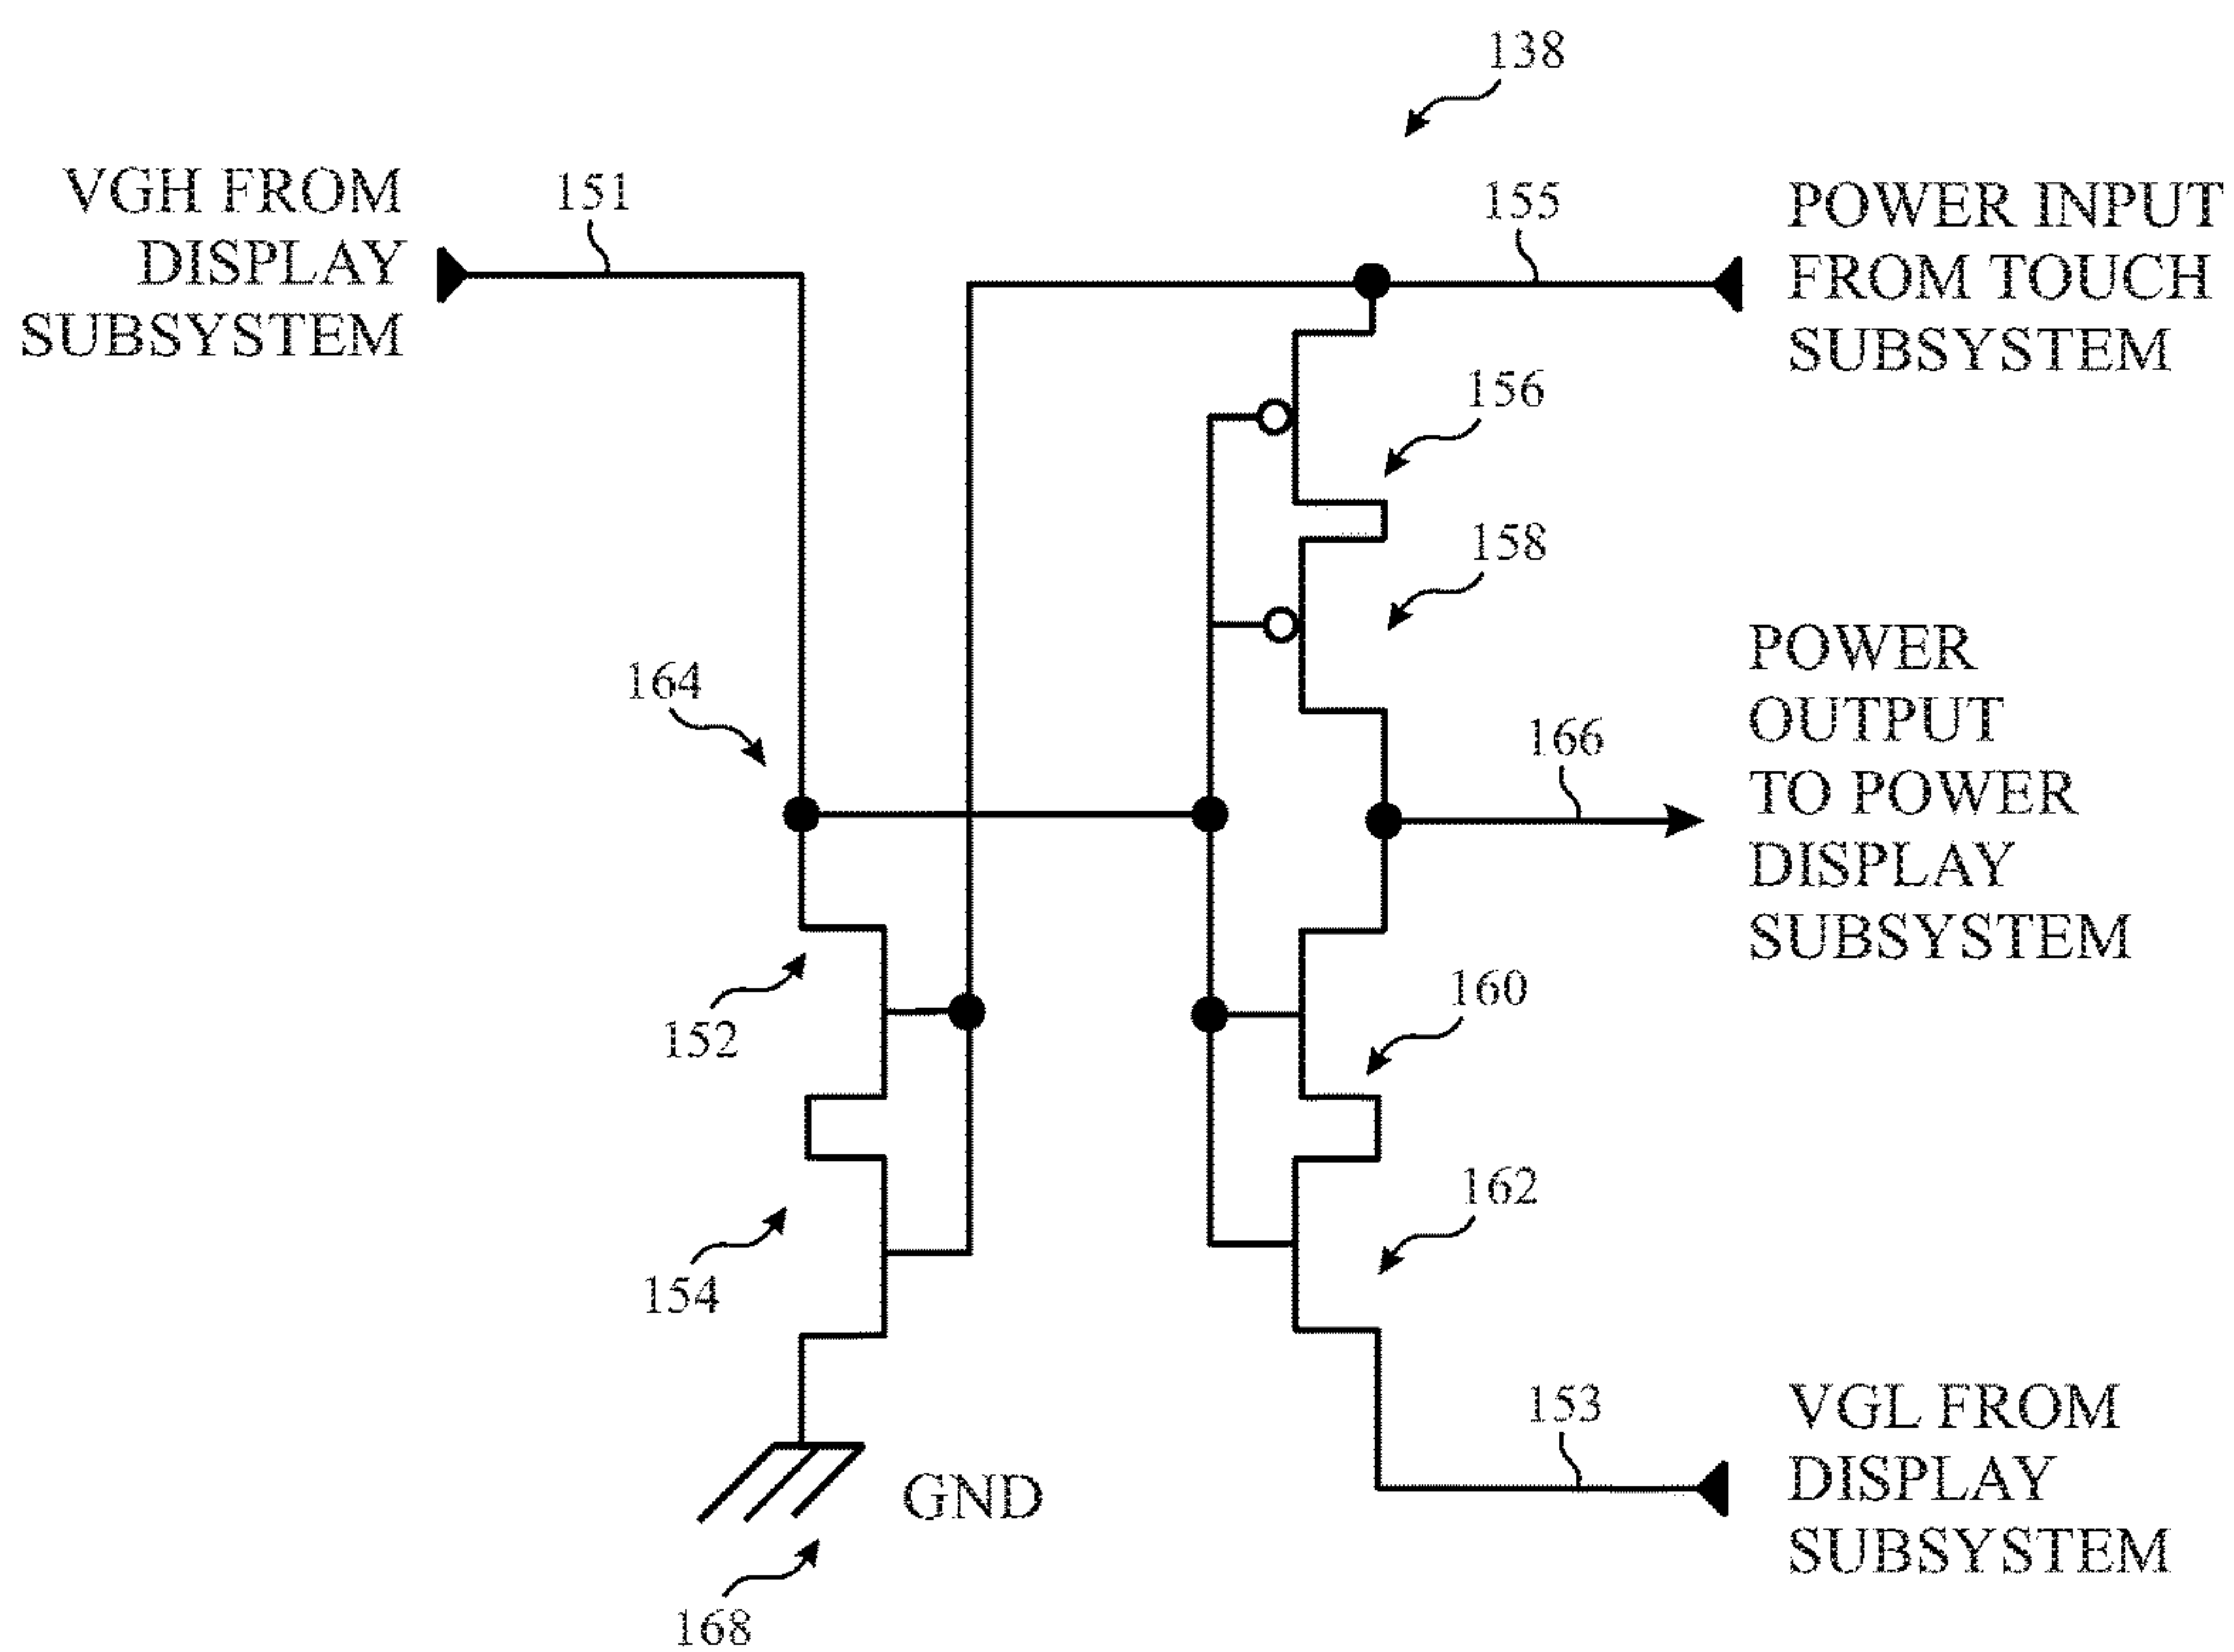 138
VGH FROM
DISPLAY
SUBSYSTEM
151
155
POWER INPUT
FROM TOUCH
SUBSYSTEM
156
158
164
166
POWER
OUTPUT
TO POWER
DISPLAY
SUBSYSTEM
152
160
154
162
GND
168
153
VGL FROM
DISPLAY
SUBSYSTEM